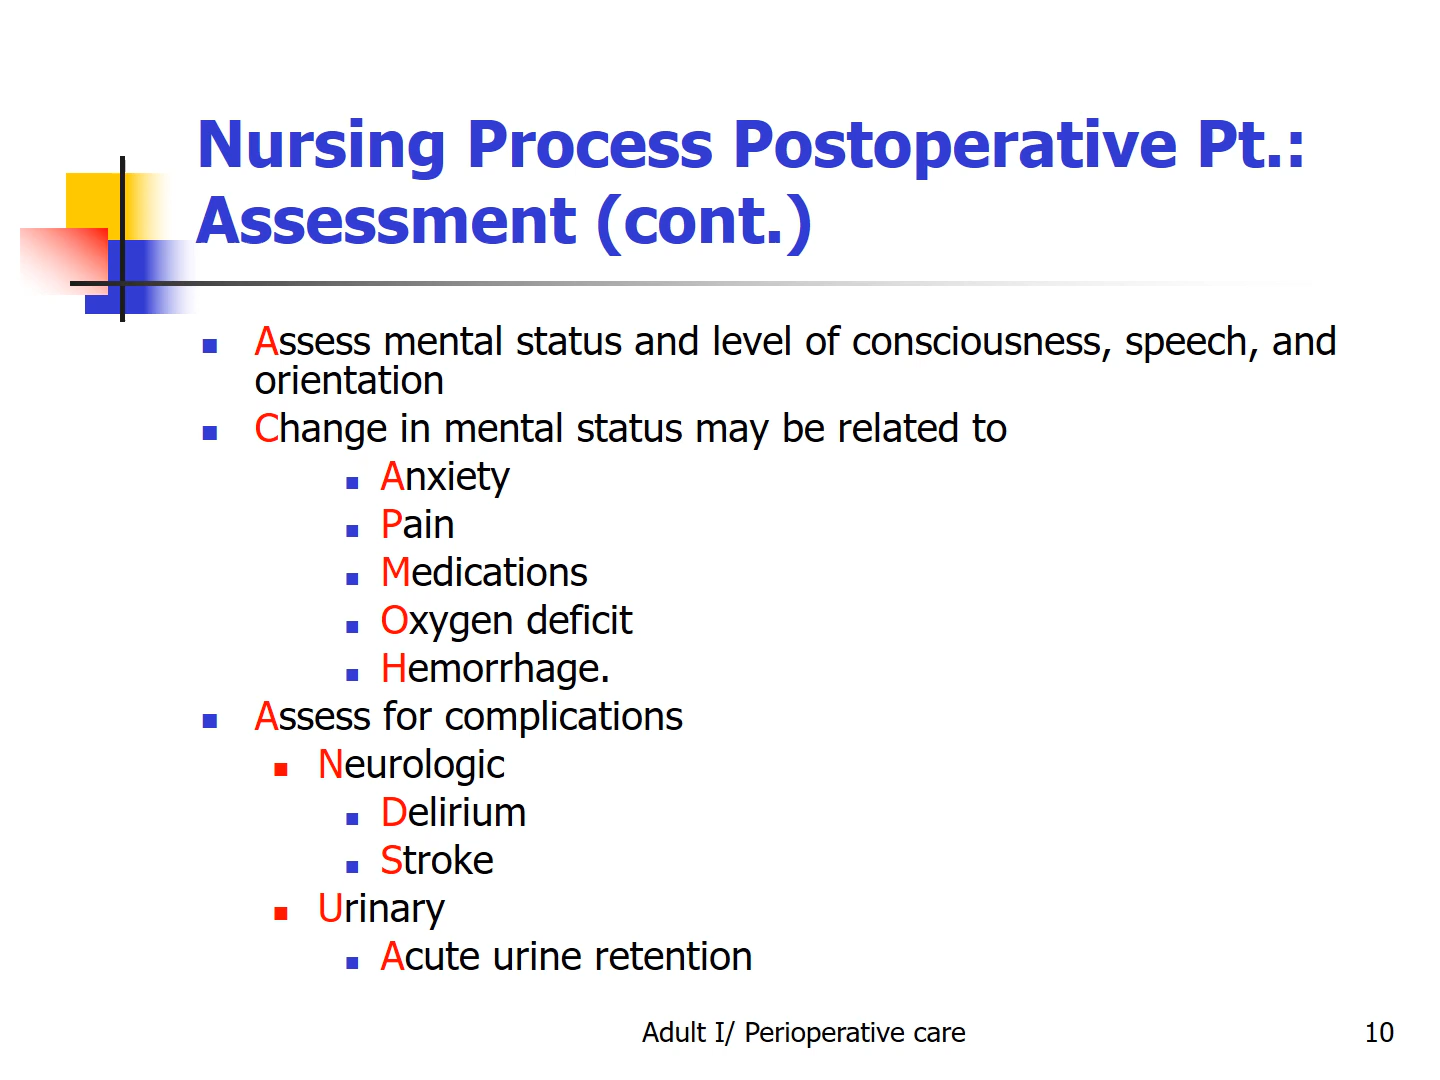 Nursing Process Postoperative Pt.:
Assessment (cont.)
Assess mental status and level of consciousness, speech, and
orientation
Change in mental status may be related to
Anxiety
Pain
Medications
Oxygen deficit
Hemorrhage.
Assess for complications
Neurologic
Delirium
Stroke
Urinary
Acute urine retention
Adult I/ Perioperative care
10